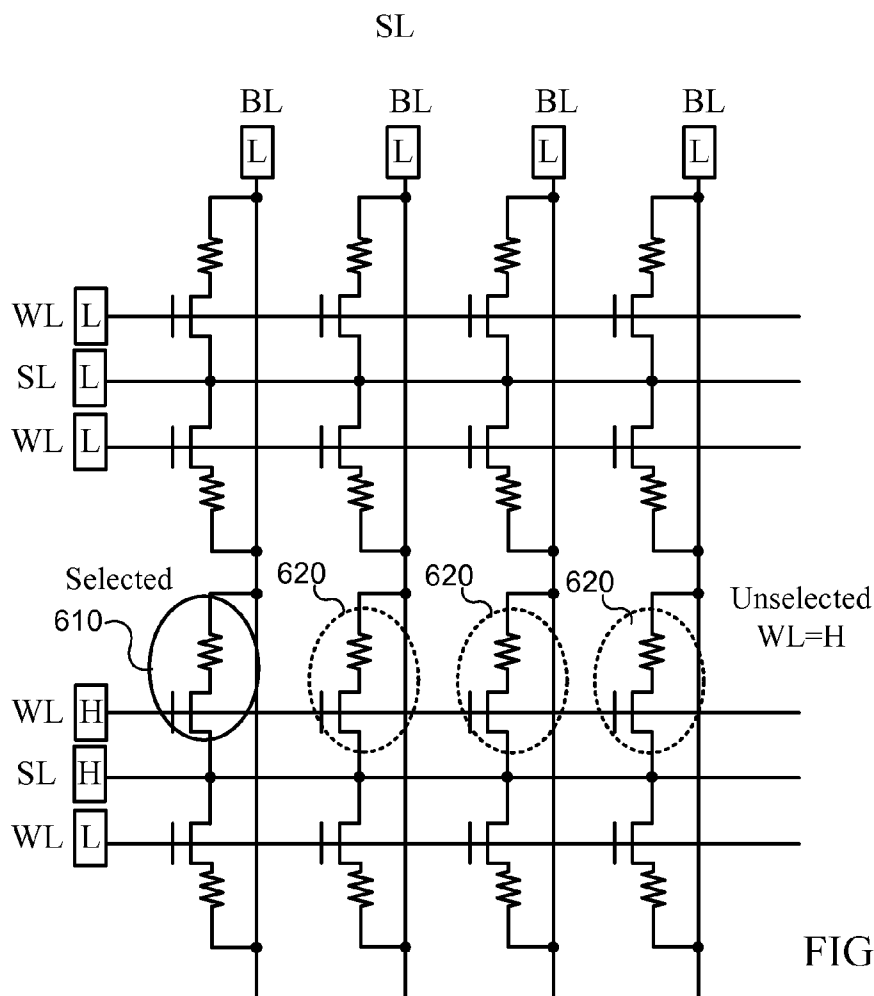 SL
BL BL BL BL
L L L L
WL L
SL L
WL L
Selected 620 620 620 Unselected
610 WL=H
WL H
SL H
WL L
FIG